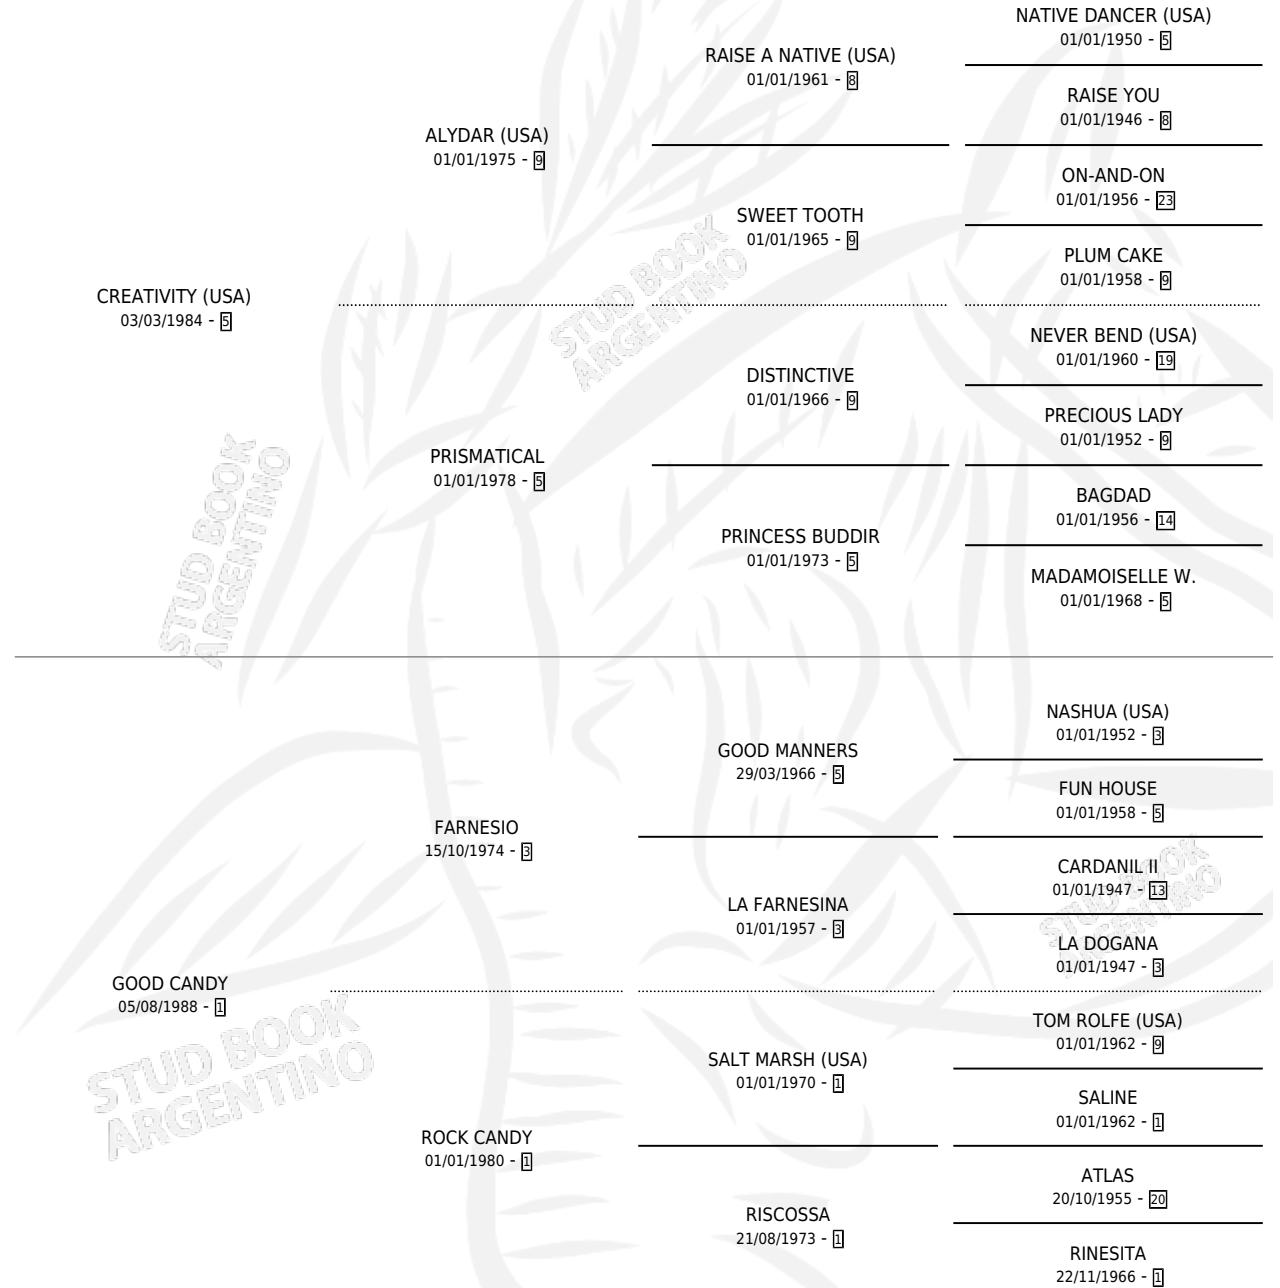 NATIVE DANCER (USA)
01/01/1950 - 5
RAISE A NATIVE (USA)
01/01/1961 - 8
RAISE YOU
01/01/1946 - 8
ALYDAR (USA)
01/01/1975 - 9
ON-AND-ON
01/01/1956 - 23
SWEET TOOTH
01/01/1965 - 9
PLUM CAKE
01/01/1958 - 9
CREATIVITY (USA)
03/03/1984 - 5
NEVER BEND (USA)
01/01/1960 - 19
DISTINCTIVE
01/01/1966 - 9
PRECIOUS LADY
01/01/1952 - 9
PRISMATICAL
01/01/1978 - 5
BAGDAD
01/01/1956 - 14
PRINCESS BUDDIR
01/01/1973 - 5
MADAMOISELLE W.
01/01/1968 - 5
STUD BOOK
ARGENTINO
STUD BOOK
ARGENTINO
NASHUA (USA)
01/01/1952 - 3
GOOD MANNERS
29/03/1966 - 5
FUN HOUSE
01/01/1958 - 5
FARNESIO
15/10/1974 - 3
CARDANIL II
01/01/1947 - 13
LA FARNESINA
01/01/1957 - 3
LA DOGANA
01/01/1947 - 3
GOOD CANDY
05/08/1988 - 1
TOM ROLFE (USA)
01/01/1962 - 9
SALT MARSH (USA)
01/01/1970 - 1
SALINE
01/01/1962 - 1
ROCK CANDY
01/01/1980 - 1
ATLAS
20/10/1955 - 20
RISCOSSA
21/08/1973 - 1
RINESITA
22/11/1966 - 1
STUD BOOK
ARGENTINO
STUD BOOK
ARGENTINO